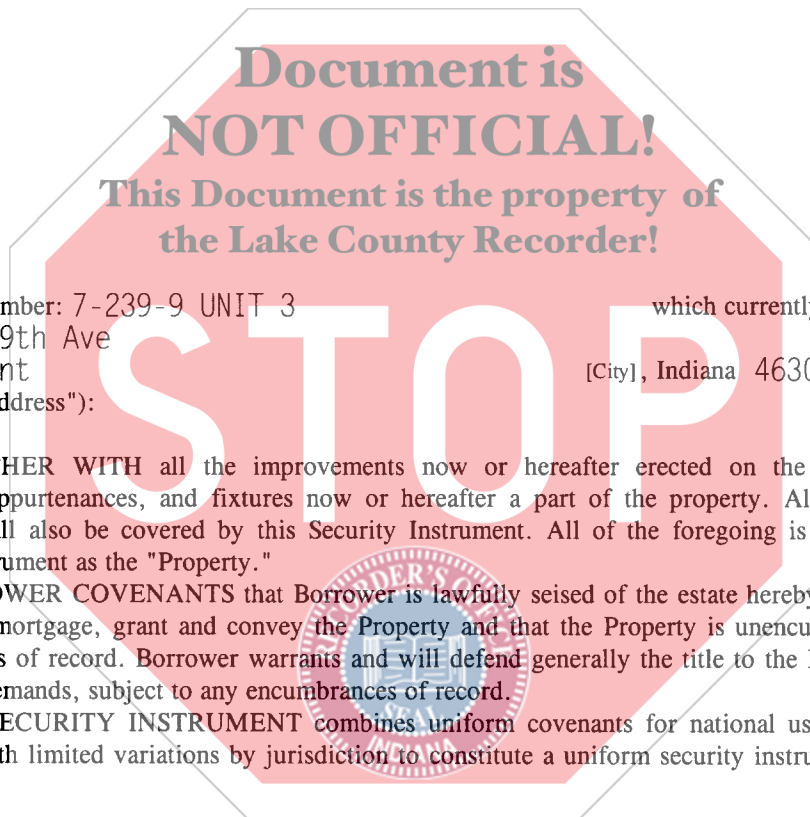 Document is
NOT OFFICIAL!
This Document is the property of
the Lake County Recorder!
mber: 7-239-9 UNIT 3 which currently
9th Ave
nt [City], Indiana 4630
ddress"):
STOP
HER WITH all the improvements now or hereafter erected on the
ppurtenances, and fixtures now or hereafter a part of the property. Al
ll also be covered by this Security Instrument. All of the foregoing is
ument as the "Property."
OWER COVENANTS that Borrower is lawfully seised of the estate hereby
mortgage, grant and convey the Property and that the Property is unencu
s of record. Borrower warrants and will defend generally the title to the
emands, subject to any encumbrances of record.
ECURITY INSTRUMENT combines uniform covenants for national us
th limited variations by jurisdiction to constitute a uniform security instru
RECORDER'S OFFICE
SEAL
INDIANA